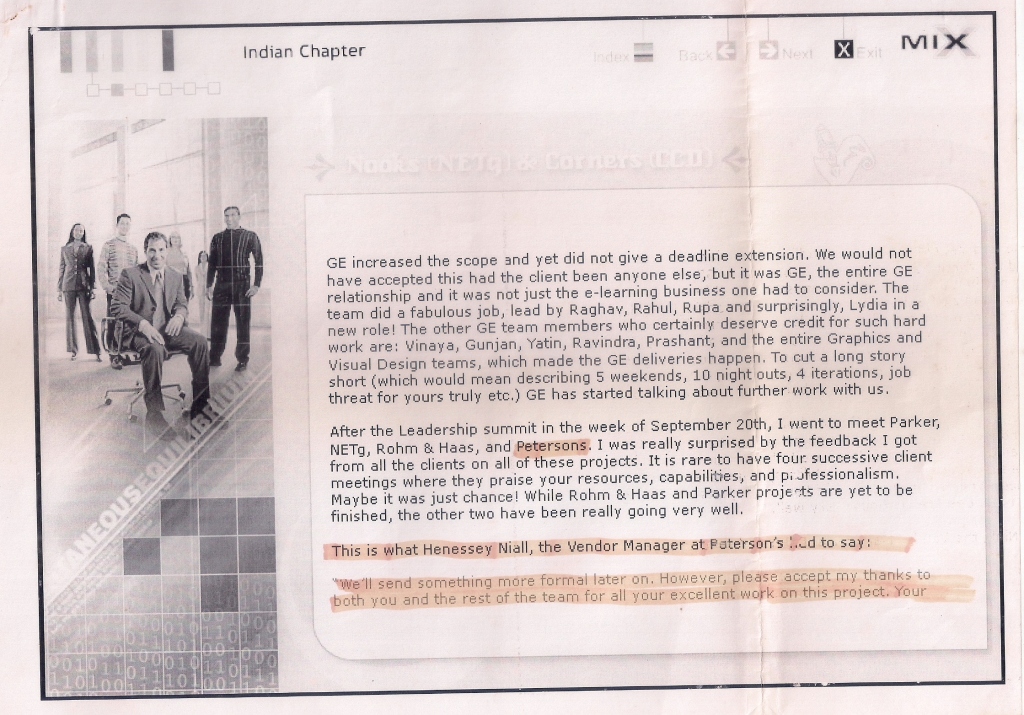 Indian Chapter
Index Back Next X Exit MIX
Nooks (NETg) & Corners (CCD)
GE increased the scope and yet did not give a deadline extension. We would not
have accepted this had the client been anyone else, but it was GE, the entire GE
relationship and it was not just the e-learning business one had to consider. The
team did a fabulous job, lead by Raghav, Rahul, Rupa and surprisingly, Lydia in a
new role! The other GE team members who certainly deserve credit for such hard
work are: Vinaya, Gunjan, Yatin, Ravindra, Prashant, and the entire Graphics and
Visual Design teams, which made the GE deliveries happen. To cut a long story
short (which would mean describing 5 weekends, 10 night outs, 4 iterations, job
threat for yours truly etc.) GE has started talking about further work with us.
After the Leadership summit in the week of September 20th, I went to meet Parker,
NETg, Rohm & Haas, and Petersons. I was really surprised by the feedback I got
from all the clients on all of these projects. It is rare to have four successive client
meetings where they praise your resources, capabilities, and professionalism.
Maybe it was just chance! While Rohm & Haas and Parker projects are yet to be
finished, the other two have been really going very well.
This is what Henessey Niall, the Vendor Manager at Peterson's had to say:
"We'll send something more formal later on. However, please accept my thanks to
both you and the rest of the team for all your excellent work on this project. Your
ANEOUSEQUILIBRIUM